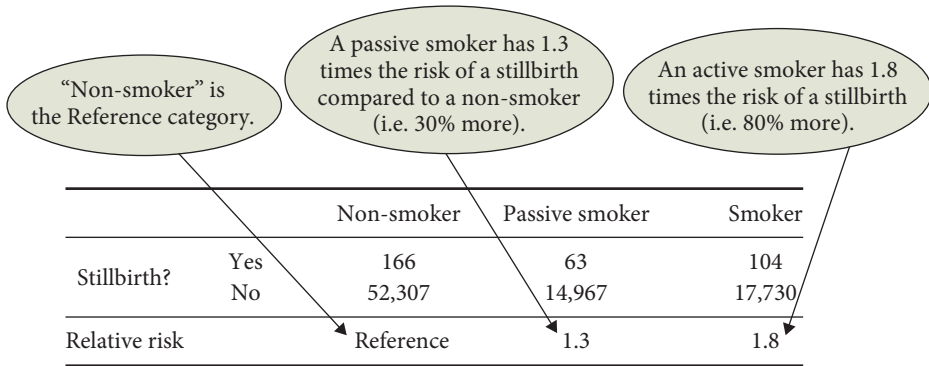 “Non-smoker” is
the Reference category.
A passive smoker has 1.3
times the risk of a stillbirth
compared to a non-smoker
(i.e. 30% more).
An active smoker has 1.8
times the risk of a stillbirth
(i.e. 80% more).
Non-smoker Passive smoker Smoker
Stillbirth?
Yes 166 63 104
No 52,307 14,967 17,730
Relative risk Reference 1.3 1.8